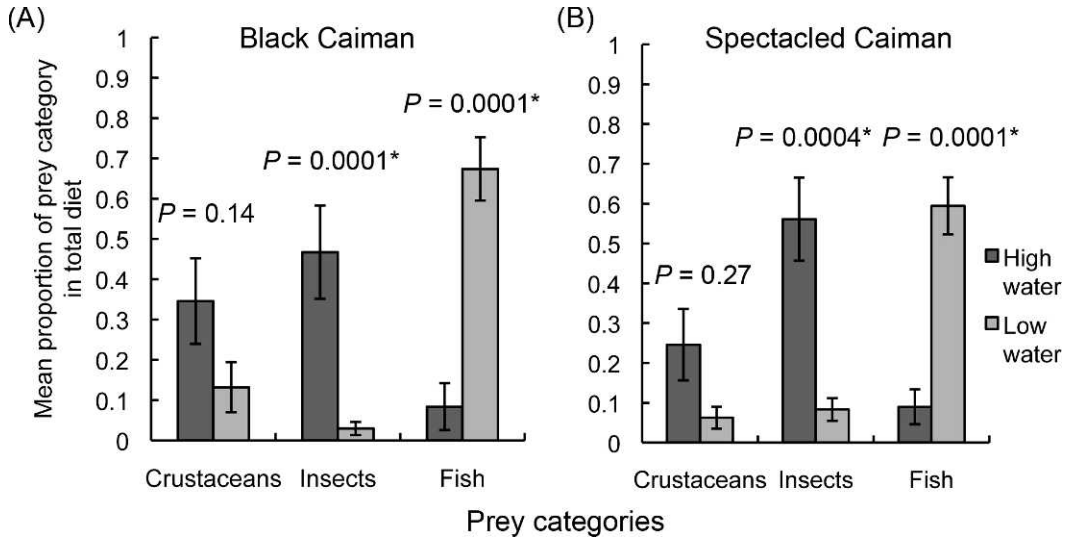 (A)
Black Caiman
1
0.9
0.8
0.7
0.6
0.5
0.4
0.3
0.2
0.1
0
Mean proportion of prey category
in total diet
P = 0.14
P = 0.0001*
P = 0.0001*
Crustaceans Insects Fish
(B)
Spectacled Caiman
1
0.9
0.8
0.7
0.6
0.5
0.4
0.3
0.2
0.1
0
P = 0.27
P = 0.0004*
P = 0.0001*
Crustaceans Insects Fish
High
water
Low
water
Prey categories